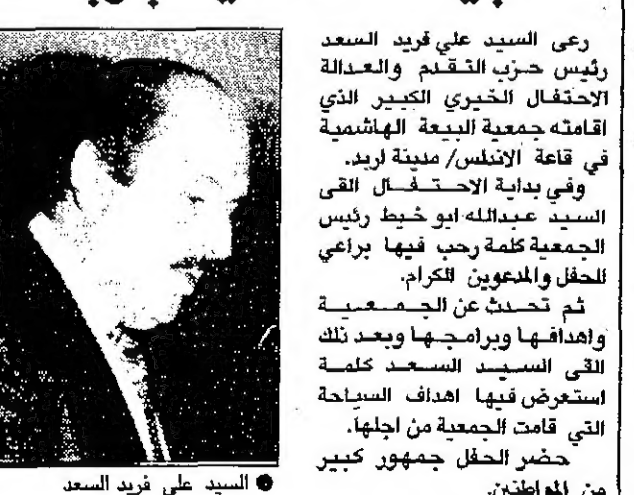 رعى السيد علي فريد السعد
رئيس حزب التقدم والعدالة
الاحتفال الخيري الكبير الذي
اقامته جمعية البيعة الهاشمية
في قاعة الاندلس/ مدينة اربد.
وفي بداية الاحتفال القى
السيد عبدالله ابو خيط رئيس
الجمعية كلمة رحب فيها براعي
الحفل والمدعوين الكرام.
ثم تحدث عن الجمعية
واهدافها وبرامجها وبعد ذلك
القى السيد السعد كلمة
استعرض فيها اهداف السياحة
التي قامت الجمعية من اجلها.
حضر الحفل جمهور كبير
من المواطنين.
● السيد علي فريد السعد